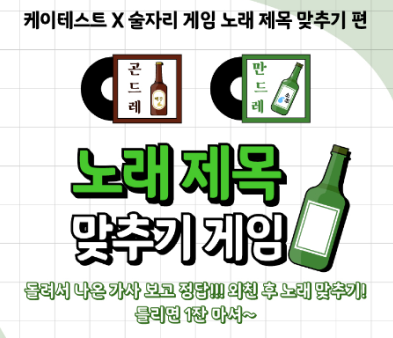 케이테스트 X 술자리 게임 노래 제목 맞추기 편
곤드레
만드레
노래 제목
맞추기 게임
돌려서 나온 가사 보고 정답!!! 외친 후 노래 맞추기!
틀리면 1잔 마셔~